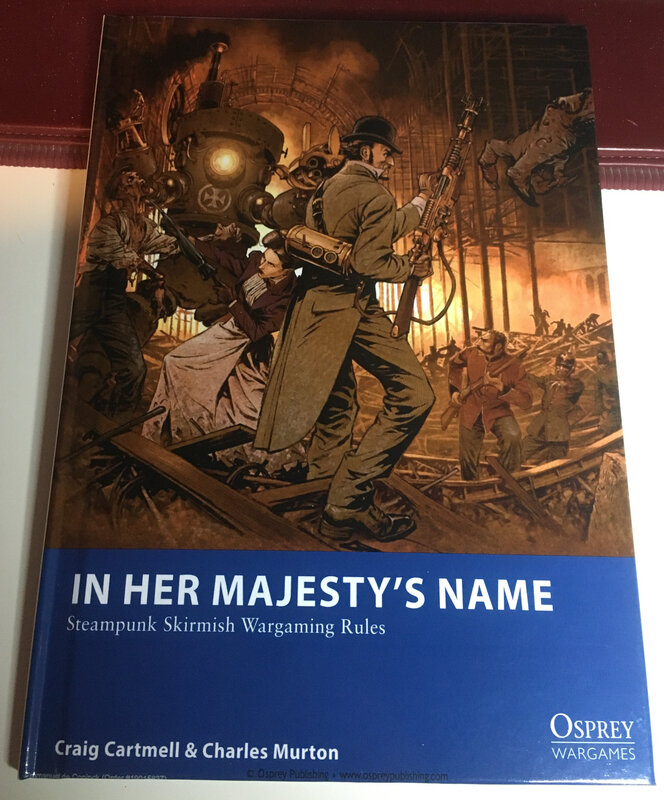 IN HER MAJESTY'S NAME
Steampunk Skirmish Wargaming Rules
Craig Cartmell & Charles Murton
OSPREY
WARGAMES
© Osprey Publishing • www.ospreypublishing.com